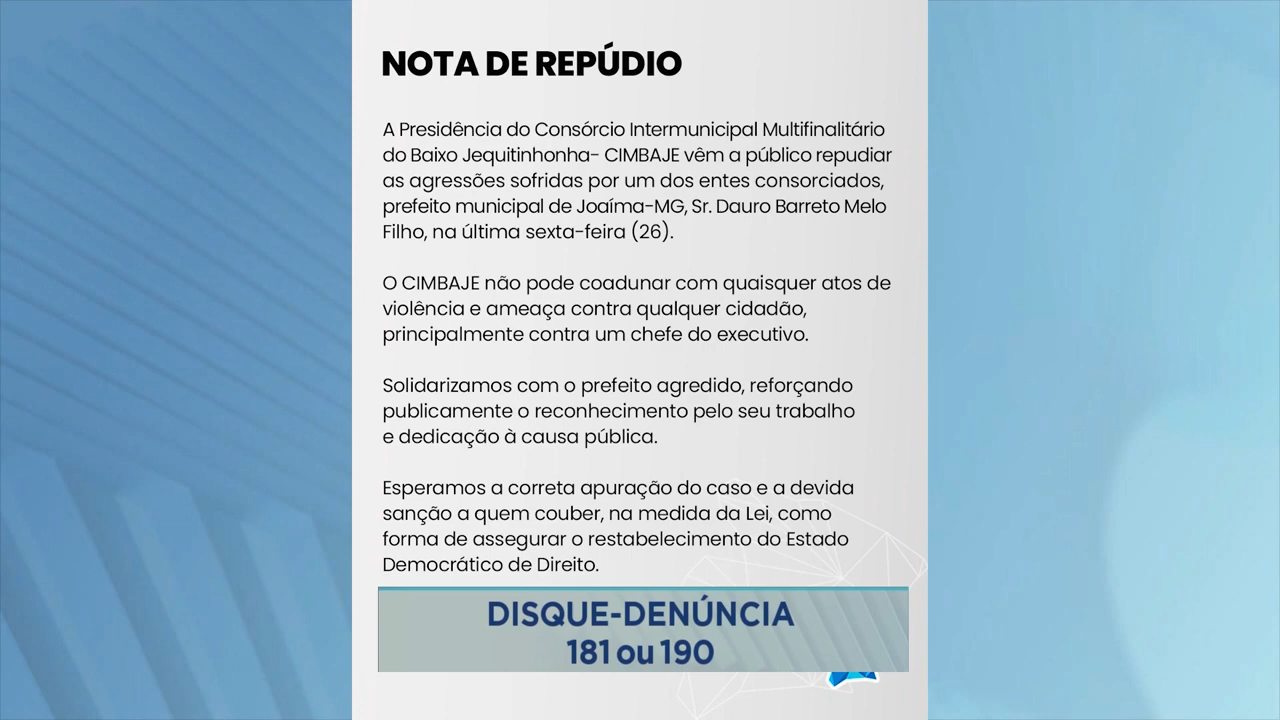 NOTA DE REPÚDIO
A Presidência do Consórcio Intermunicipal Multifinalitário
do Baixo Jequitinhonha- CIMBAJE vêm a público repudiar
as agressões sofridas por um dos entes consorciados,
prefeito municipal de Joaíma-MG, Sr. Dauro Barreto Melo
Filho, na última sexta-feira (26).
O CIMBAJE não pode coadunar com quaisquer atos de
violência e ameaça contra qualquer cidadão,
principalmente contra um chefe do executivo.
Solidarizamos com o prefeito agredido, reforçando
publicamente o reconhecimento pelo seu trabalho
e dedicação à causa pública.
Esperamos a correta apuração do caso e a devida
sanção a quem couber, na medida da Lei, como
forma de assegurar o restabelecimento do Estado
Democrático de Direito.
DISQUE-DENÚNCIA
181 ou 190